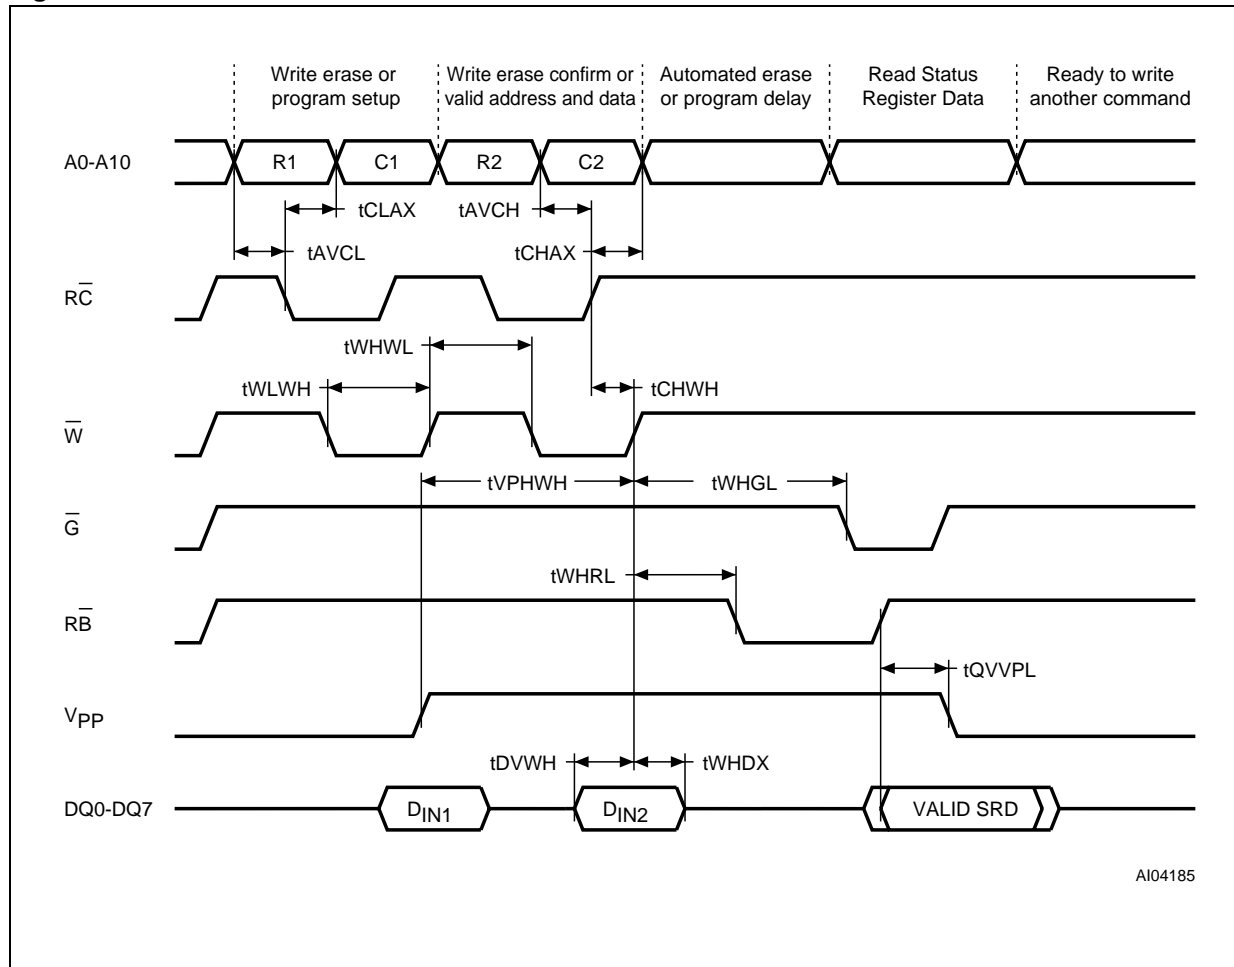 Write erase or
program setup
Write erase confirm or
valid address and data
Automated erase
or program delay
Read Status
Register Data
Ready to write
another command
A0-A10
R1
C1
R2
C2
tCLAX
tAVCH
tAVCL
tCHAX
RC̅
tWHWL
tWLWH
tCHWH
W̅
tVPHWH
tWHGL
G̅
tWHRL
RB̅
tQVVPL
VPP
tDVWH
tWHDX
DQ0-DQ7
DIN1
DIN2
VALID SRD
AI04185